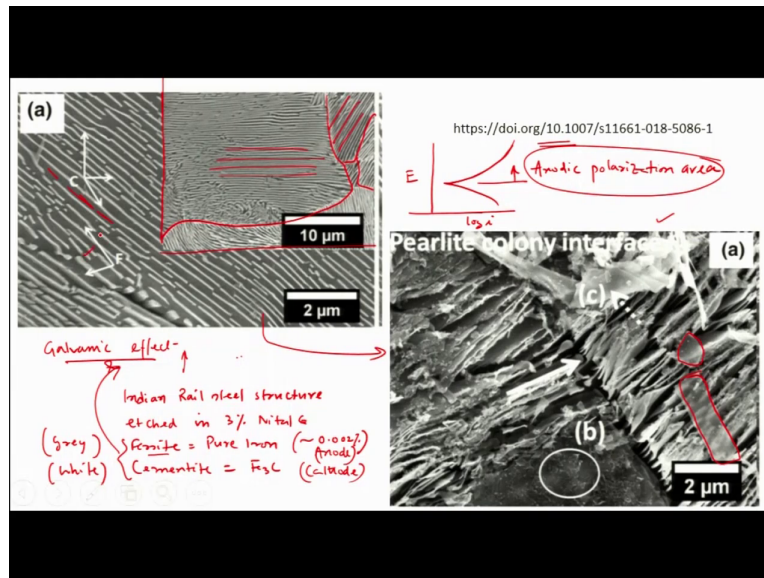 (a)
C
F
10 µm
2 µm
https://doi.org/10.1007/s11661-018-5086-1
E
log i
Anodic polarization area
Pearlite colony interface
(a)
(c)
(b)
2 µm
Galvanic effect-
Indian Rail steel structure
etched in 3% Nital
(Grey) Ferrite = Pure Iron (~0.002%)
Anode)
(White) Cementite = Fe3C (Cathode)